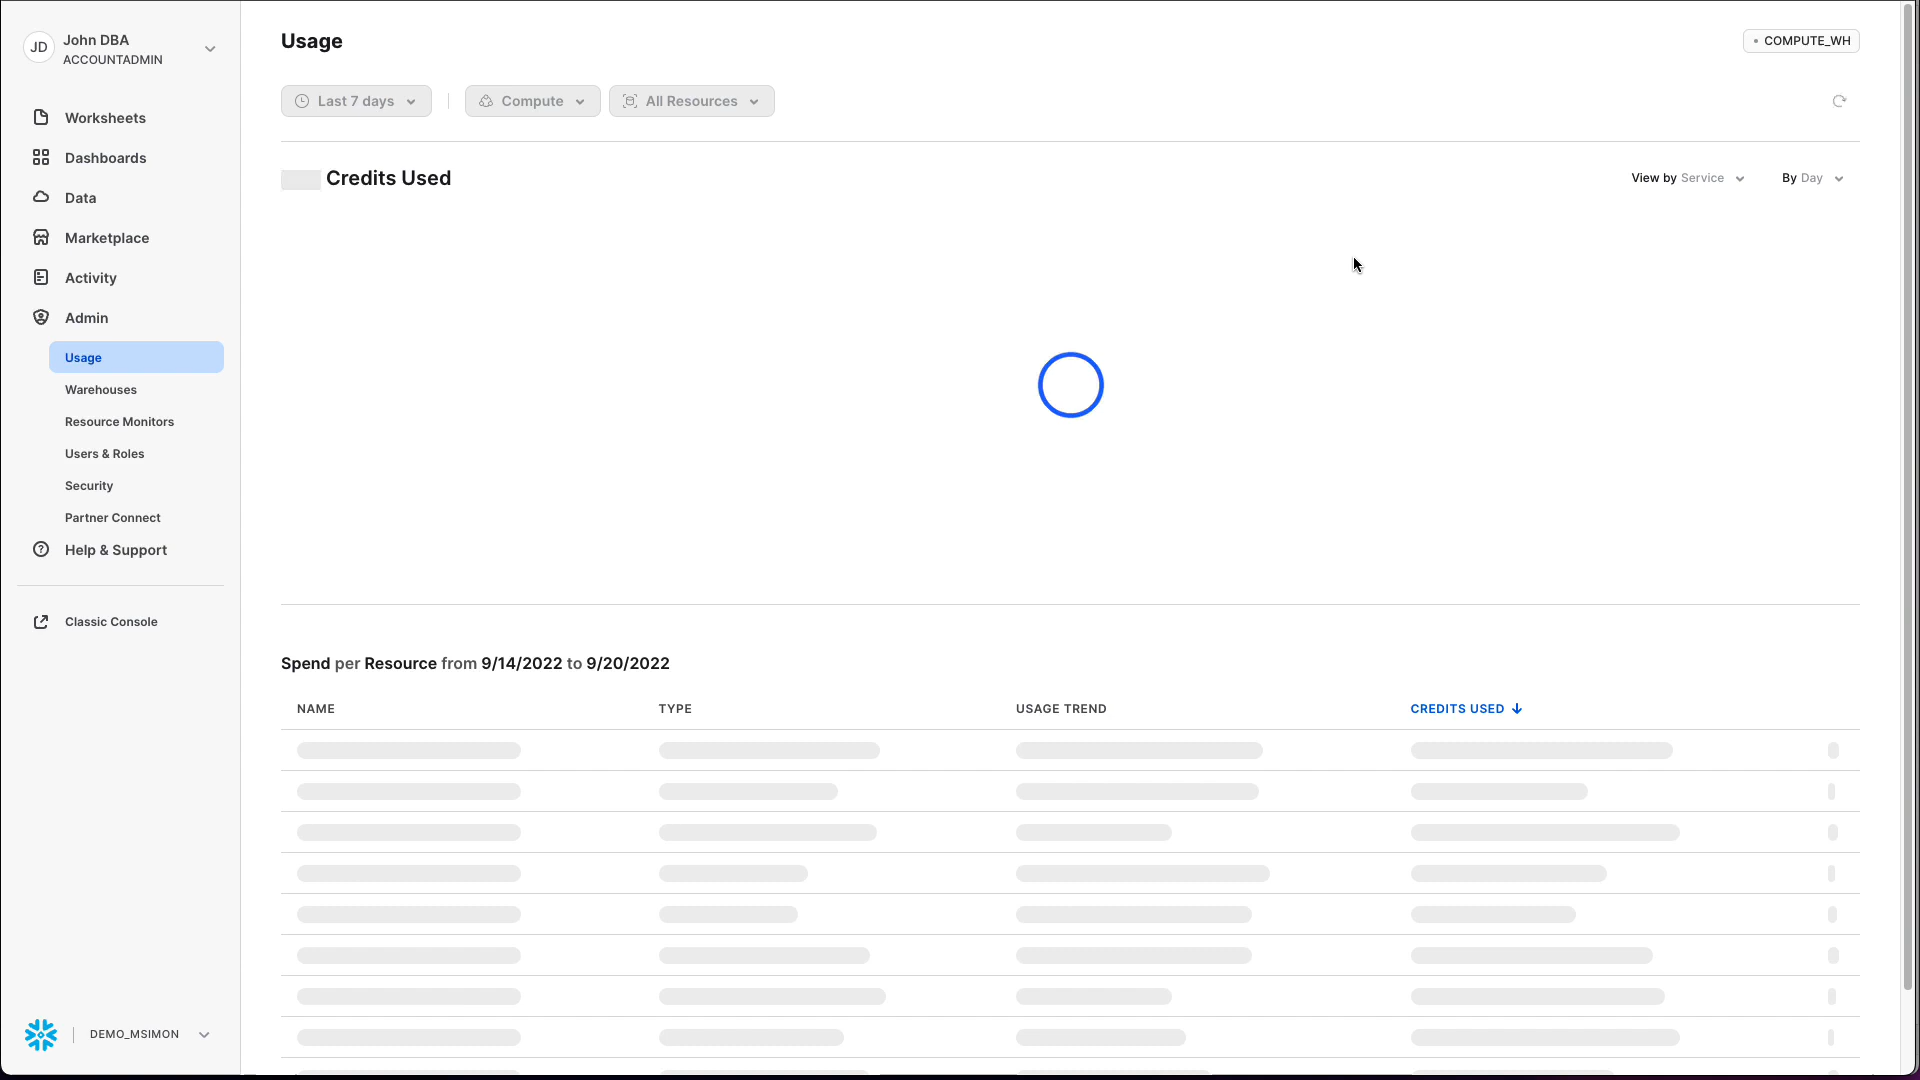 JD
John DBA
ACCOUNTADMIN
Worksheets
Dashboards
Data
Marketplace
Activity
Admin
Usage
Warehouses
Resource Monitors
Users & Roles
Security
Partner Connect
Help & Support
Classic Console
DEMO_MSIMON
Usage
COMPUTE_WH
Last 7 days
Compute
All Resources
Credits Used
View by Service
By Day
Spend per Resource from 9/14/2022 to 9/20/2022
NAME
TYPE
USAGE TREND
CREDITS USED